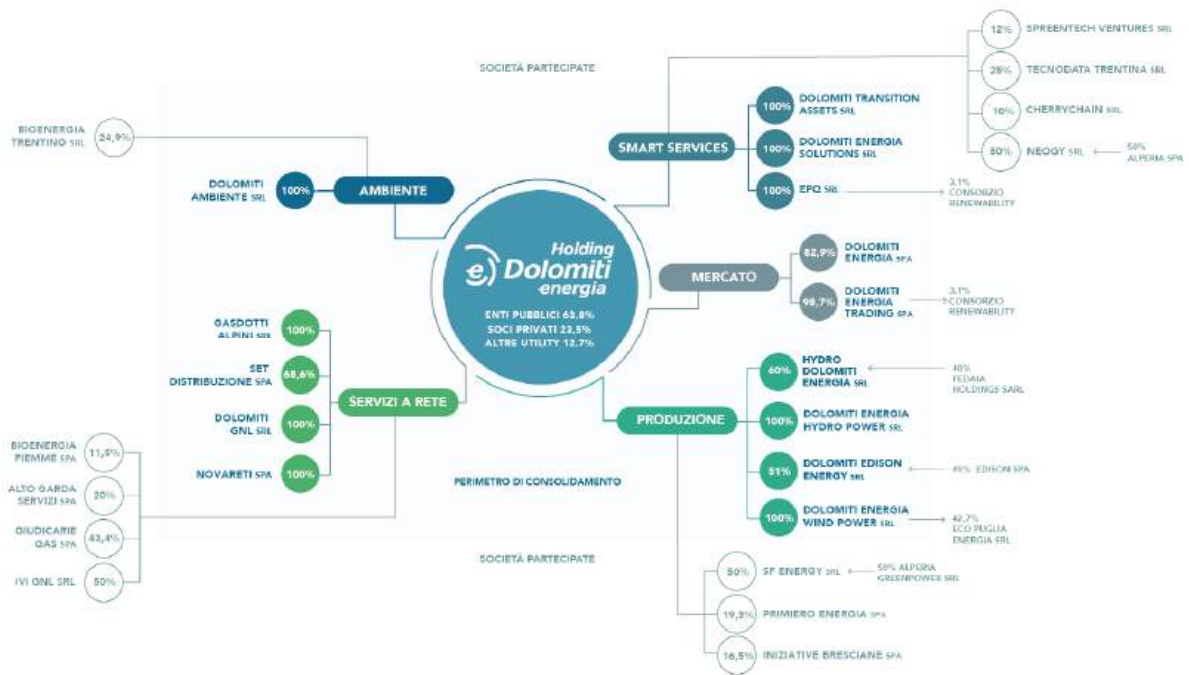 SOCIETÀ PARTECIPATE
12% SPREENTECH VENTURES SRL
25% TECNODATA TRENTINA SRL
10% CHERRYCHAIN SRL
50% NEOGY SRL
50%
ALPERIA SPA
BIOENERGIA
TRENTINO SRL
24,9%
DOLOMITI
AMBIENTE SRL
100%
AMBIENTE
SMART SERVICES
100%
DOLOMITI TRANSITION
ASSETS SRL
100%
DOLOMITI ENERGIA
SOLUTIONS SRL
100%
EPQ SRL
3,1%
CONSORZIO
RENEWABILITY
Holding
Dolomiti
energia
ENTI PUBBLICI 63,8%
SOCI PRIVATI 23,5%
ALTRE UTILITY 12,7%
MERCATO
82,9%
DOLOMITI
ENERGIA SPA
98,7%
DOLOMITI
ENERGIA
TRADING SPA
3,1%
CONSORZIO
RENEWABILITY
GASDOTTI
ALPINI SRL
100%
SET
DISTRIBUZIONE SPA
68,6%
DOLOMITI
GNL SRL
100%
NOVARETI SPA
100%
SERVIZI A RETE
BIOENERGIA
PIEMME SPA
11,5%
ALTO GARDA
SERVIZI SPA
20%
GIUDICARIE
GAS SPA
43,4%
IVI GNL SRL
50%
PRODUZIONE
60%
HYDRO
DOLOMITI
ENERGIA SRL
40%
FEDAIA
HOLDINGS SARL
100%
DOLOMITI ENERGIA
HYDRO POWER SRL
51%
DOLOMITI EDISON
ENERGY SRL
49% EDISON SPA
100%
DOLOMITI ENERGIA
WIND POWER SRL
42,7%
ECO PUGLIA
ENERGIA SRL
PERIMETRO DI CONSOLIDAMENTO
SOCIETÀ PARTECIPATE
50% SF ENERGY SRL
50% ALPERIA
GREENPOWER SRL
19,3% PRIMIERO ENERGIA SPA
16,5% INIZIATIVE BRESCIANE SPA